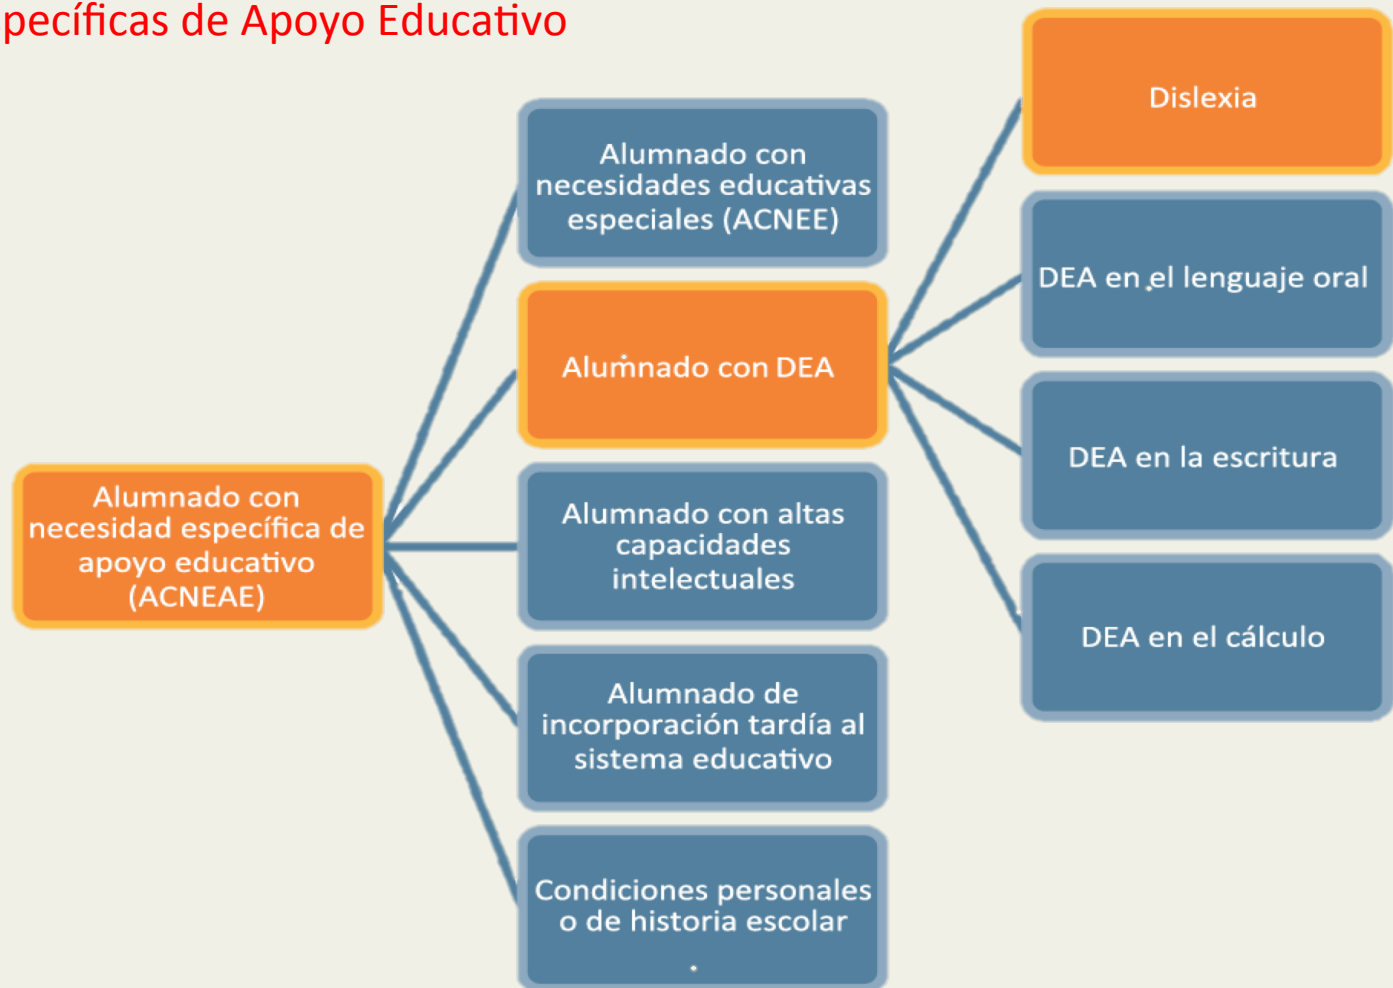 pecíficas de Apoyo Educativo
Alumnado con
necesidad específica de
apoyo educativo
(ACNEAE)
Alumnado con
necesidades educativas
especiales (ACNEE)
Alumnado con DEA
Alumnado con altas
capacidades
intelectuales
Alumnado de
incorporación tardía al
sistema educativo
Condiciones personales
o de historia escolar
Dislexia
DEA en el lenguaje oral
DEA en la escritura
DEA en el cálculo